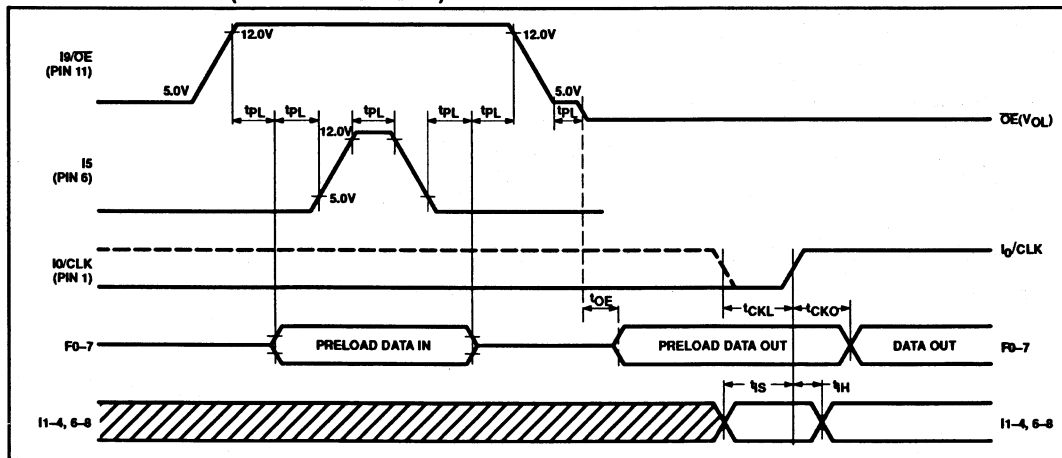 I9/OE
(PIN 11)
12.0V
12.0V
5.0V
5.0V
tPL
tPL
tPL
tPL
tPL
tPL
OE(VOL)
I5
(PIN 6)
12.0V
5.0V
I0/CLK
(PIN 1)
I0/CLK
tOE
tCKL
tCKO
F0–7
PRELOAD DATA IN
PRELOAD DATA OUT
DATA OUT
F0–7
tIS
tIH
I1–4, 6–8
I1–4, 6–8